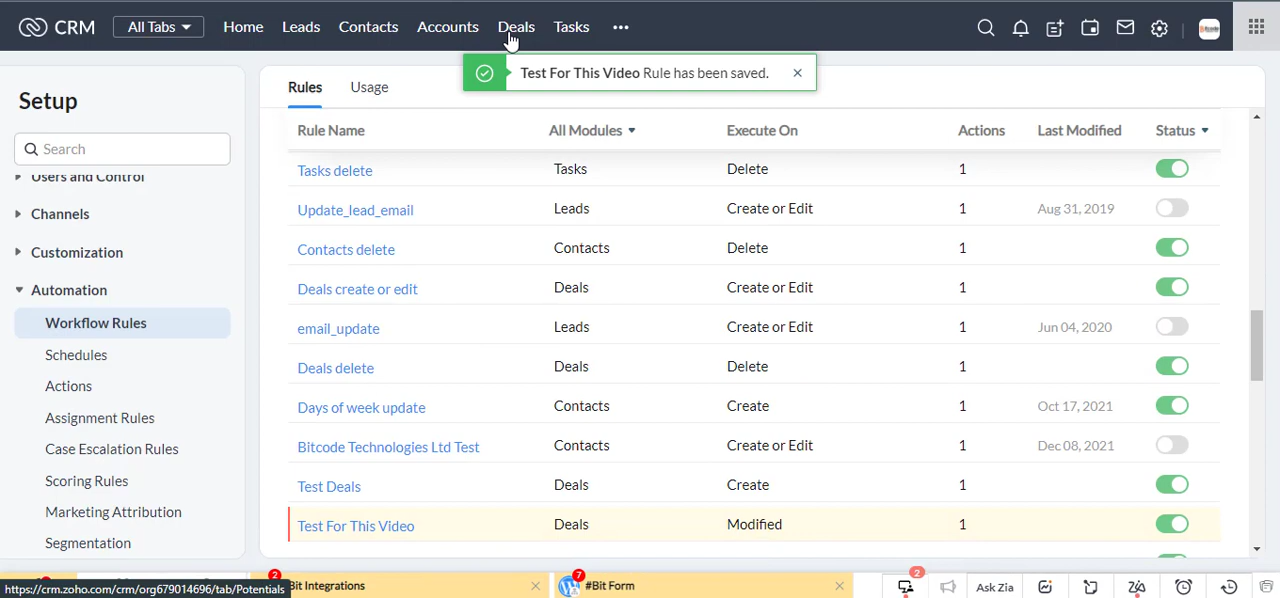 CRM All Tabs Home Leads Contacts Accounts Deals Tasks •••
Test For This Video Rule has been saved.
Setup
Search
Users and Control
Channels
Customization
Automation
Workflow Rules
Schedules
Actions
Assignment Rules
Case Escalation Rules
Scoring Rules
Marketing Attribution
Segmentation
Rules Usage
Rule Name All Modules Execute On Actions Last Modified Status
Tasks delete Tasks Delete 1
Update_lead_email Leads Create or Edit 1 Aug 31, 2019
Contacts delete Contacts Delete 1
Deals create or edit Deals Create or Edit 1
email_update Leads Create or Edit 1 Jun 04, 2020
Deals delete Deals Delete 1
Days of week update Contacts Create 1 Oct 17, 2021
Bitcode Technologies Ltd Test Contacts Create or Edit 1 Dec 08, 2021
Test Deals Deals Create 1
Test For This Video Deals Modified 1
https://crm.zoho.com/crm/org679014696/tab/Potentials
2 Bit Integrations 7 #Bit Form 2 Ask Zia